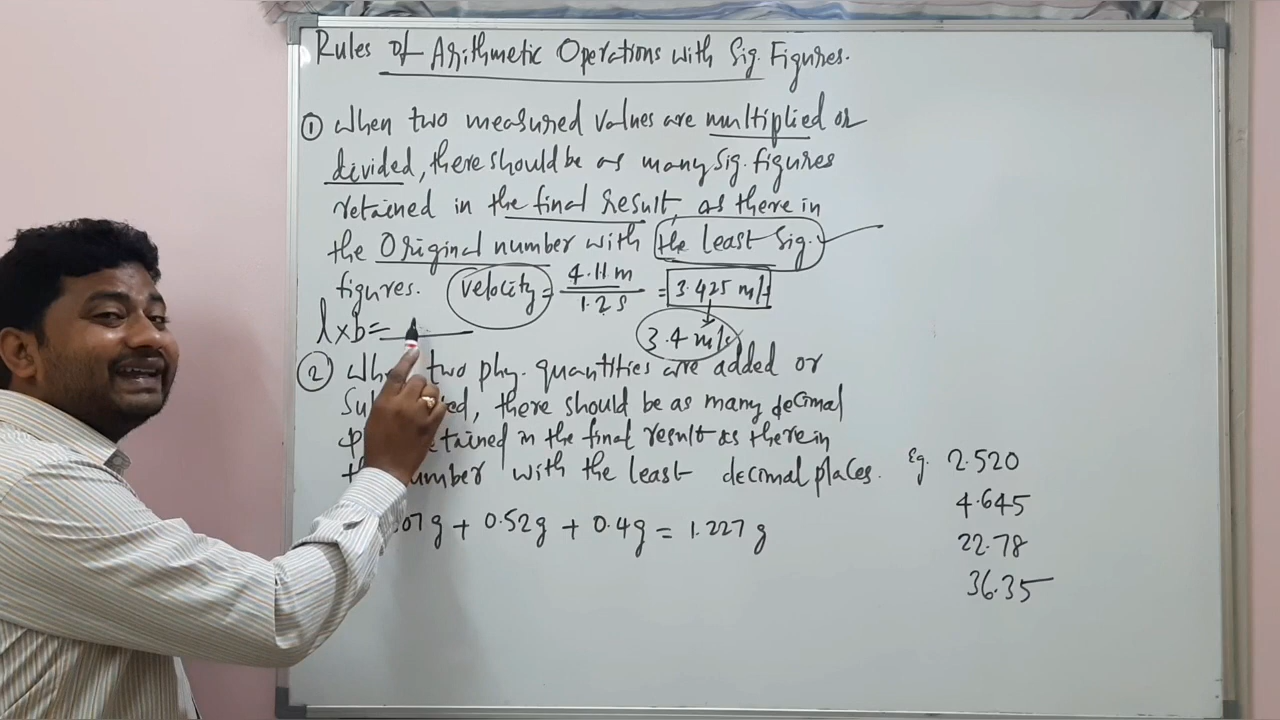 Rules of Arithmetic Operations with Sig. Figures.
① When two measured values are multiplied or
divided, there should be as many Sig. figures
retained in the final result, as there in
the Original number with the least Sig.
figures. velocity = 4.11 m / 1.2 s = 3.425 m/s
l×b= 3.4 m/s
② two phy. quantities are added or
there should be as many decimal
in the final result as there in
with the least decimal places. Eg. 2.520
4.645
07g + 0.52g + 0.4g = 1.227 g
22.78
36.35